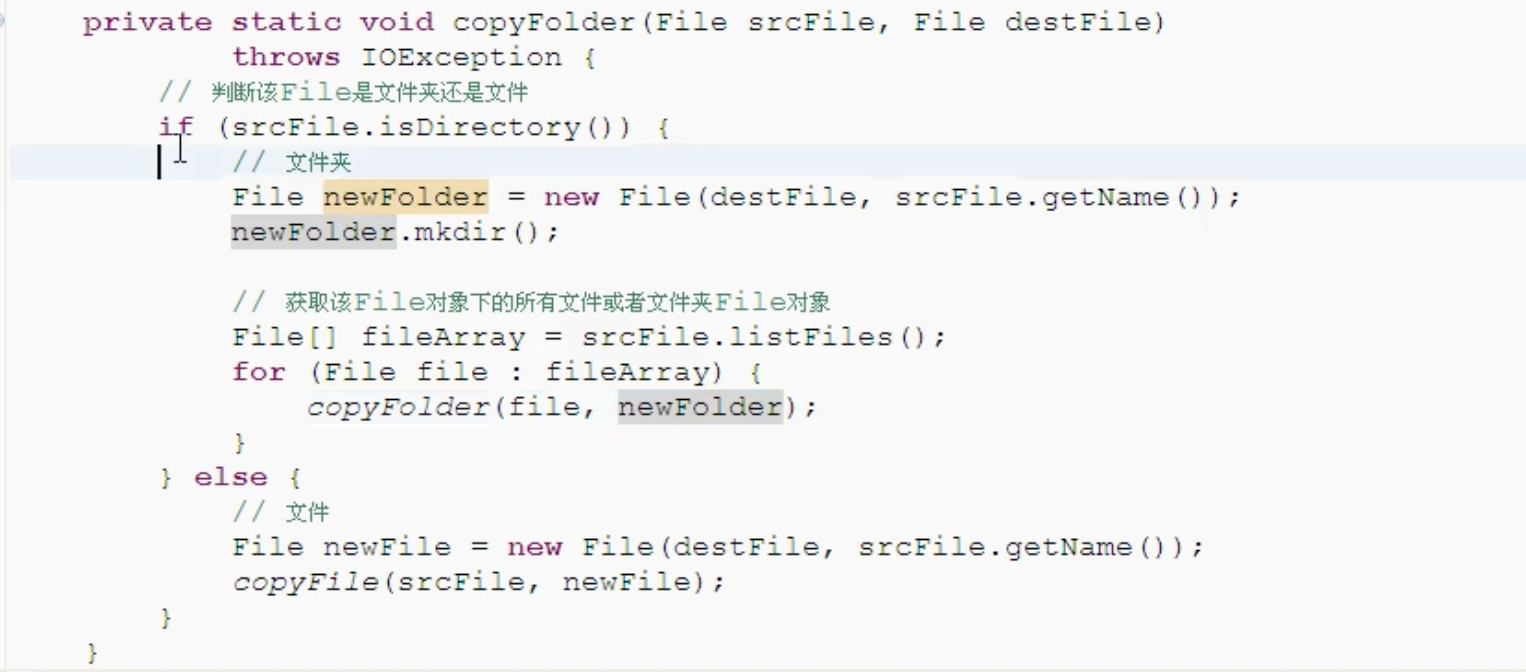 private static void copyFolder(File srcFile, File destFile)
throws IOException {
// 判断该File是文件夹还是文件
if (srcFile.isDirectory()) {
// 文件夹
File newFolder = new File(destFile, srcFile.getName());
newFolder.mkdir();
// 获取该File对象下的所有文件或者文件夹File对象
File[] fileArray = srcFile.listFiles();
for (File file : fileArray) {
copyFolder(file, newFolder);
}
} else {
// 文件
File newFile = new File(destFile, srcFile.getName());
copyFile(srcFile, newFile);
}
}